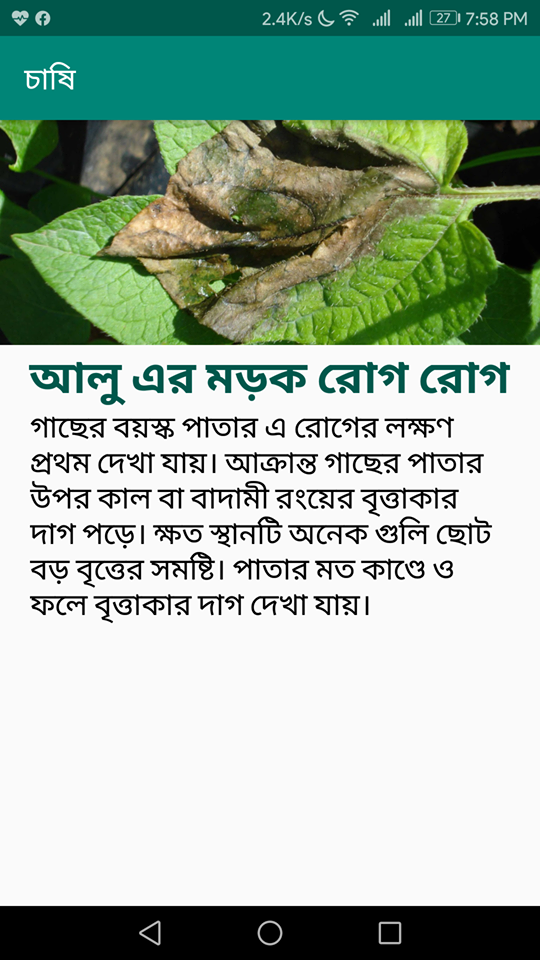 2.4K/s 27 7:58 PM
চাষি
আলু এর মড়ক রোগ রোগ
গাছের বয়স্ক পাতার এ রোগের লক্ষণ
প্রথম দেখা যায়। আক্রান্ত গাছের পাতার
উপর কাল বা বাদামী রংয়ের বৃত্তাকার
দাগ পড়ে। ক্ষত স্থানটি অনেক গুলি ছোট
বড় বৃত্তের সমষ্টি। পাতার মত কাণ্ডে ও
ফলে বৃত্তাকার দাগ দেখা যায়।